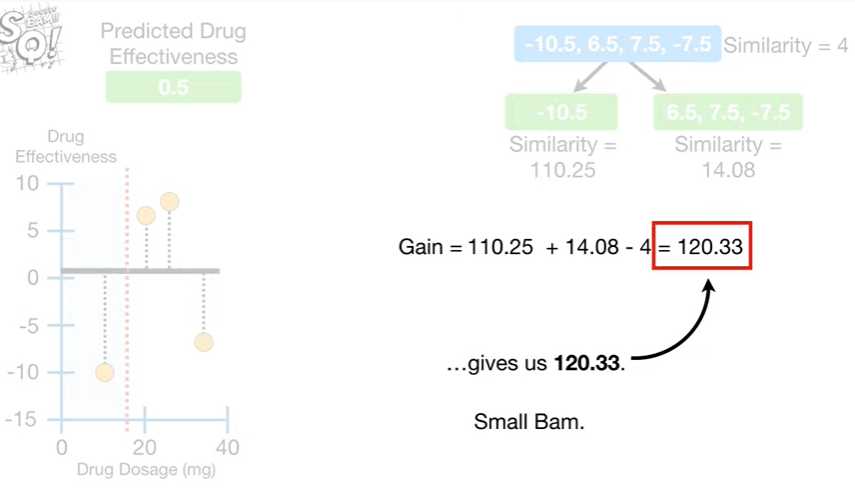 SQ!
Predicted Drug
Effectiveness
0.5
-10.5, 6.5, 7.5, -7.5 Similarity = 4
-10.5
6.5, 7.5, -7.5
Similarity =
110.25
Similarity =
14.08
Drug
Effectiveness
10
5
0
-5
-10
-15
0 20 40
Drug Dosage (mg)
Gain = 110.25 + 14.08 - 4 = 120.33
…gives us 120.33.
Small Bam.